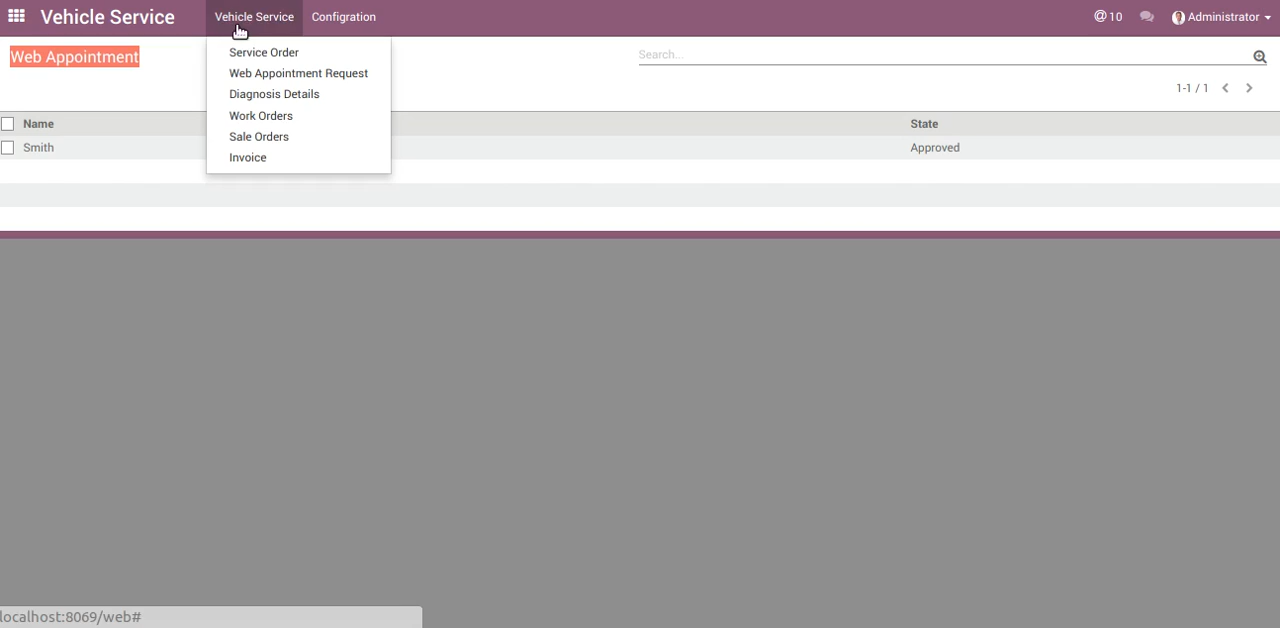 Vehicle Service
Vehicle Service
Configration
@ 10
Administrator
Web Appointment
Service Order
Web Appointment Request
Diagnosis Details
Work Orders
Sale Orders
Invoice
Search...
1-1 / 1
Name
State
Smith
Approved
localhost:8069/web#